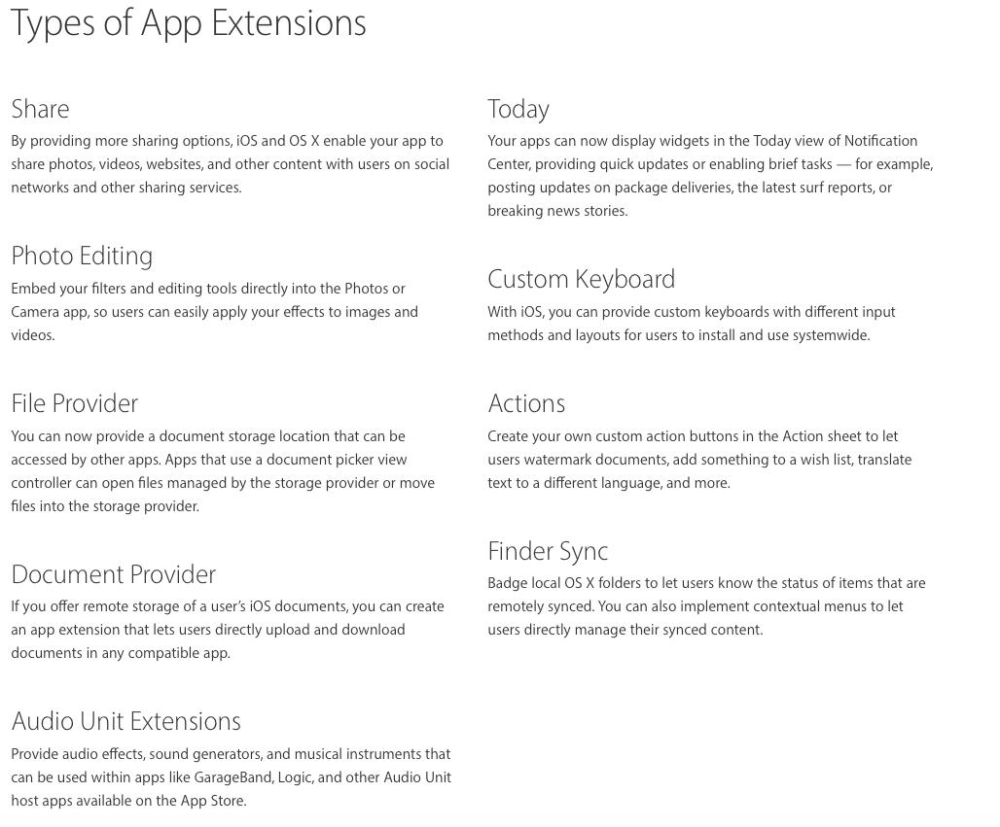 Types of App Extensions
Share
By providing more sharing options, iOS and OS X enable your app to
share photos, videos, websites, and other content with users on social
networks and other sharing services.
Photo Editing
Embed your filters and editing tools directly into the Photos or
Camera app, so users can easily apply your effects to images and
videos.
File Provider
You can now provide a document storage location that can be
accessed by other apps. Apps that use a document picker view
controller can open files managed by the storage provider or move
files into the storage provider.
Document Provider
If you offer remote storage of a user’s iOS documents, you can create
an app extension that lets users directly upload and download
documents in any compatible app.
Audio Unit Extensions
Provide audio effects, sound generators, and musical instruments that
can be used within apps like GarageBand, Logic, and other Audio Unit
host apps available on the App Store.
Today
Your apps can now display widgets in the Today view of Notification
Center, providing quick updates or enabling brief tasks — for example,
posting updates on package deliveries, the latest surf reports, or
breaking news stories.
Custom Keyboard
With iOS, you can provide custom keyboards with different input
methods and layouts for users to install and use systemwide.
Actions
Create your own custom action buttons in the Action sheet to let
users watermark documents, add something to a wish list, translate
text to a different language, and more.
Finder Sync
Badge local OS X folders to let users know the status of items that are
remotely synced. You can also implement contextual menus to let
users directly manage their synced content.